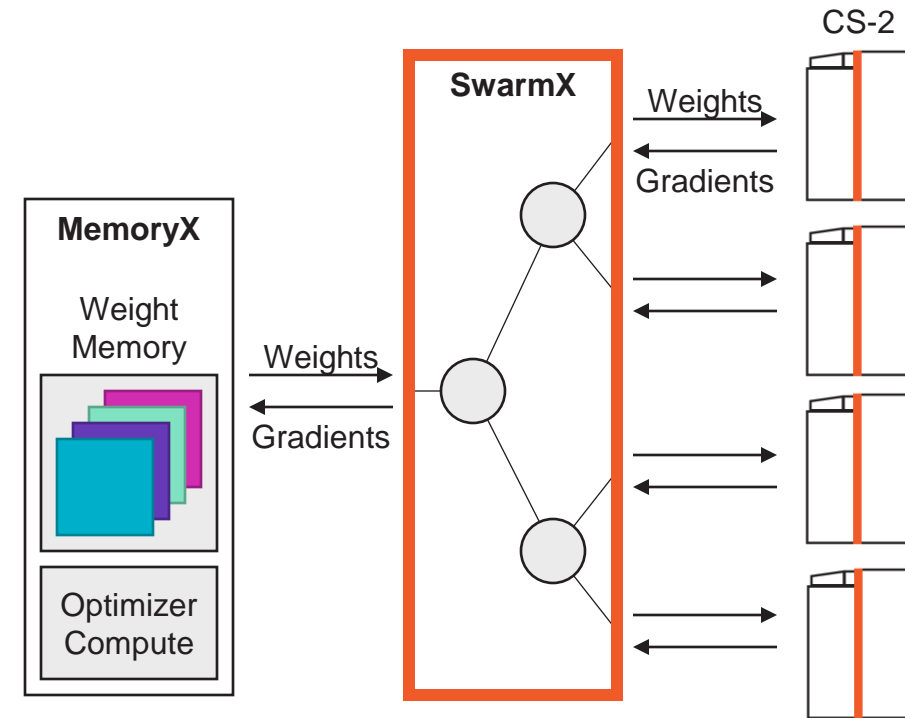 CS-2
SwarmX
Weights
Gradients
MemoryX
Weight
Memory
Weights
Gradients
Optimizer
Compute